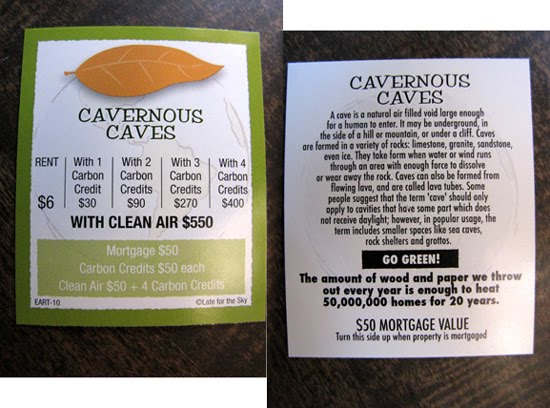 CAVERNOUS
CAVES
RENT
$6
With 1
Carbon
Credit
$30
With 2
Carbon
Credits
$90
With 3
Carbon
Credits
$270
With 4
Carbon
Credits
$400
WITH CLEAN AIR $550
Mortgage $50
Carbon Credits $50 each
Clean Air $50 + 4 Carbon Credits
EART-10
©Late for the Sky
CAVERNOUS
CAVES
A cave is a natural air filled void large enough
for a human to enter. It may be underground, in
the side of a hill or mountain, or under a cliff. Caves
are formed in a variety of rocks: limestone, granite, sandstone,
even ice. They take form when water or wind runs
through an area with enough force to dissolve
or wear away the rock. Caves can also be formed from
flowing lava, and are called lava tubes. Some
people suggest that the term 'cave' should only
apply to cavities that have some part which does
not receive daylight; however, in popular usage, the
term includes smaller spaces like sea caves,
rock shelters and grottos.
GO GREEN!
The amount of wood and paper we throw
out every year is enough to heat
50,000,000 homes for 20 years.
$50 MORTGAGE VALUE
Turn this side up when property is mortgaged